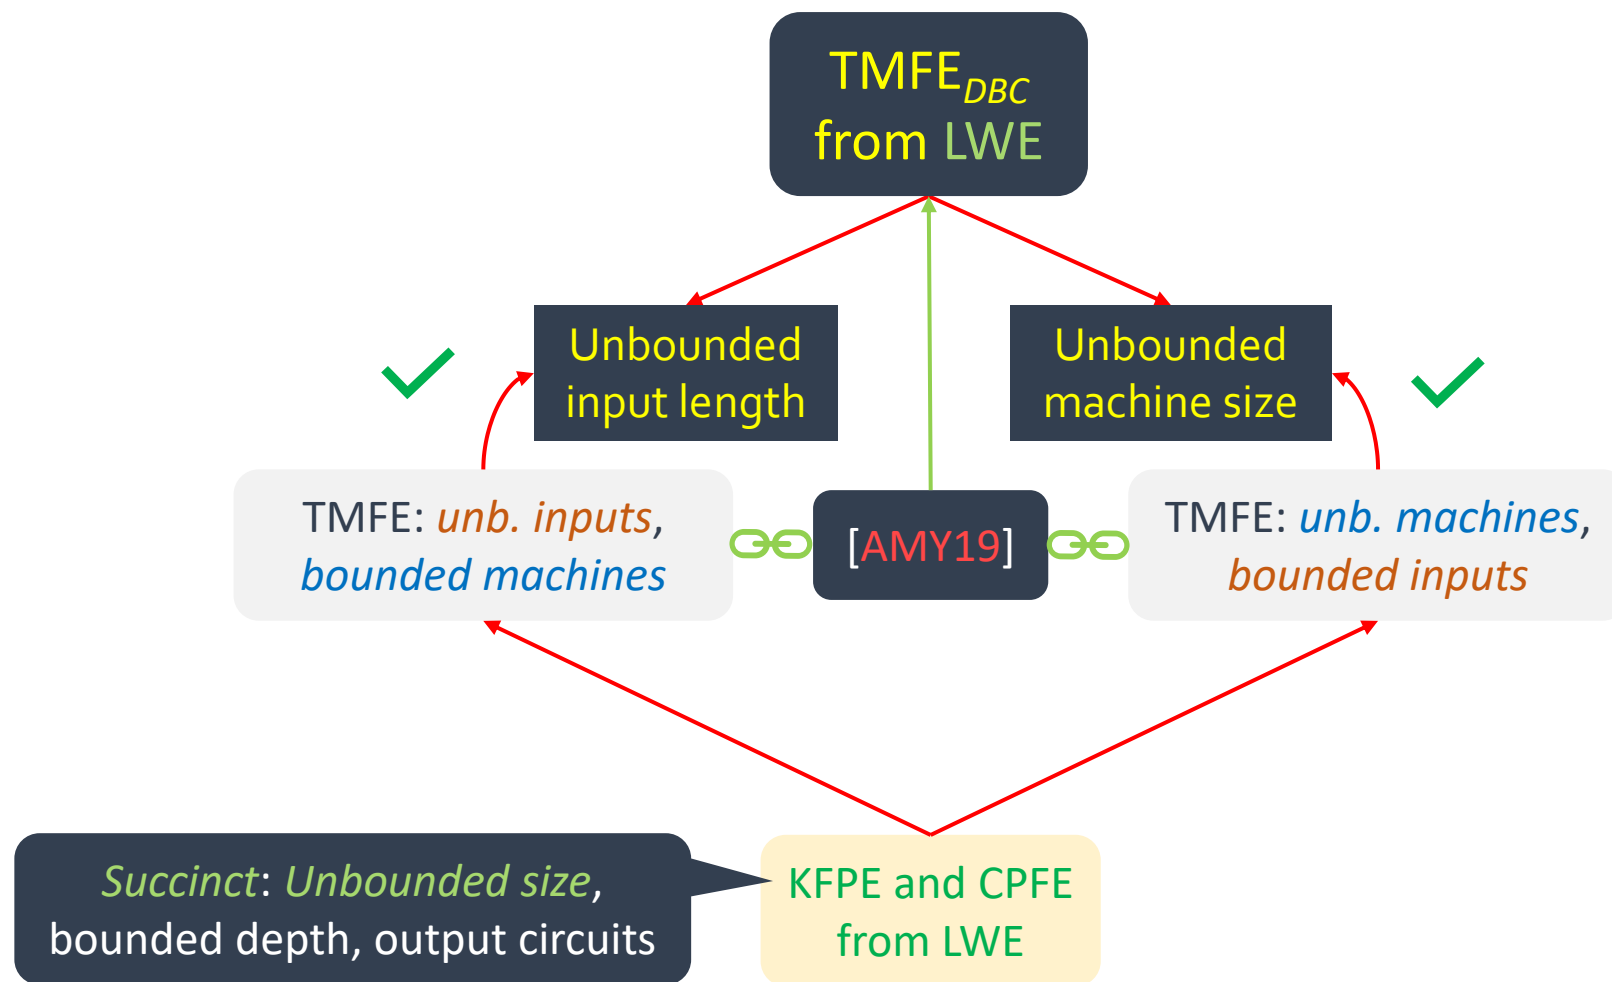 TMFE_DBC
from LWE
Unbounded
input length
Unbounded
machine size
TMFE: unb. inputs,
bounded machines
[AMY19]
TMFE: unb. machines,
bounded inputs
Succinct: Unbounded size,
bounded depth, output circuits
KFPE and CPFE
from LWE